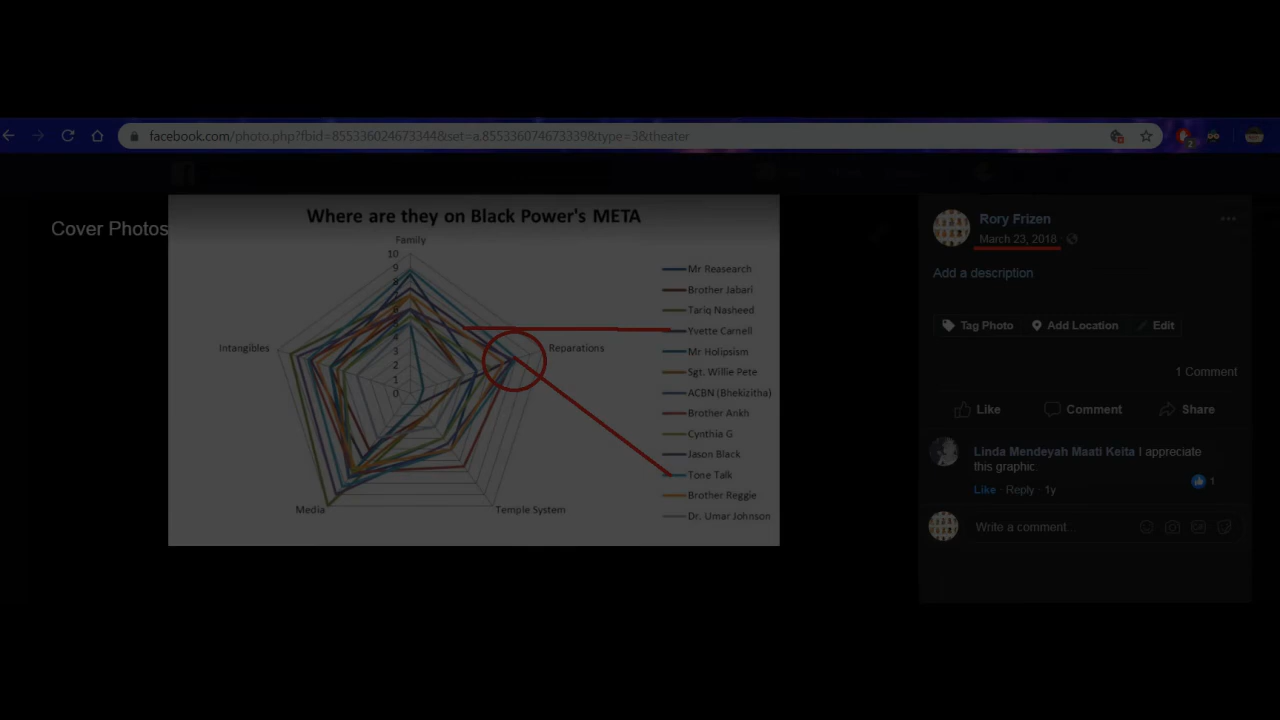 facebook.com/photo.php?fbid=855336024673344&set=a.855336074673339&type=3&theater
2
Cover Photos
Where are they on Black Power's META
Family
10
9
8
3
2
1
0
Intangibles
Reparations
Media
Temple System
Mr Reasearch
Brother Jabari
Tariq Nasheed
Yvette Carnell
Mr Holipsism
Sgt. Willie Pete
ACBN (Bhekizitha)
Brother Ankh
Cynthia G
Jason Black
Tone Talk
Brother Reggie
Dr. Umar Johnson
Rory Frizen
March 23, 2018 ·
Add a description
Tag Photo Add Location Edit
1 Comment
Like Comment Share
Linda Mendeyah Maati Keita I appreciate
this graphic.
1
Like · Reply · 1y
Write a comment...